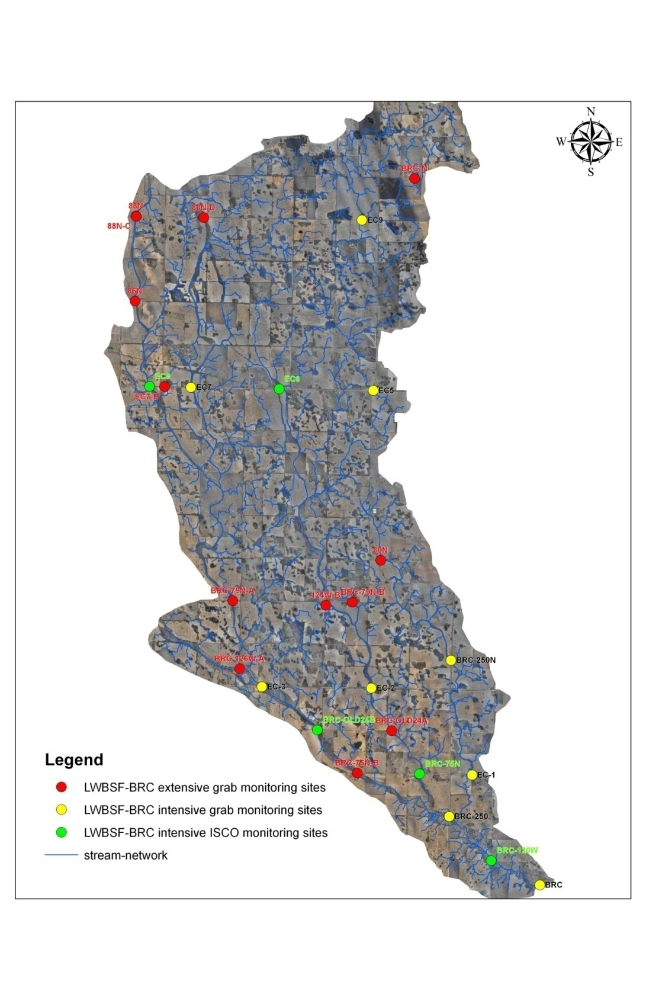 N
W E
S
BRC-N
88N
88N-D
EC9
88N-C
86N
EC6
EC7
EC5
EC7-B
80N
BRC-79N-A
124W-B
BRC-79N-B
BRC-126W-A
BRC-250N
EC-3
EC-2
BRC-OLD24B
BRC-OLD24A
BRC-75N-B
BRC-75N
EC-1
BRC-250
BRC-130W
BRC
Legend
LWBSF-BRC extensive grab monitoring sites
LWBSF-BRC intensive grab monitoring sites
LWBSF-BRC intensive ISCO monitoring sites
stream-network